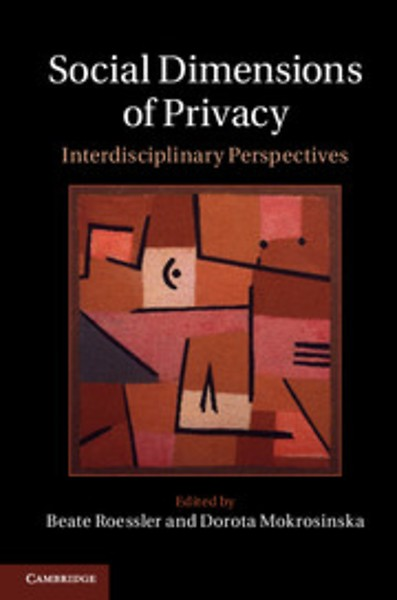 Social Dimensions
of Privacy
Interdisciplinary Perspectives
Edited by
Beate Roessler and Dorota Mokrosinska
CAMBRIDGE